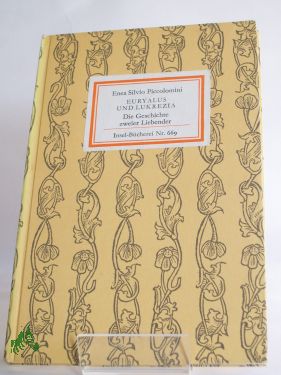 Enea Silvio Piccolomini
EURYALUS
UND LUKREZIA
Die Geschichte
zweier Liebender
Insel-Bücherei Nr. 669